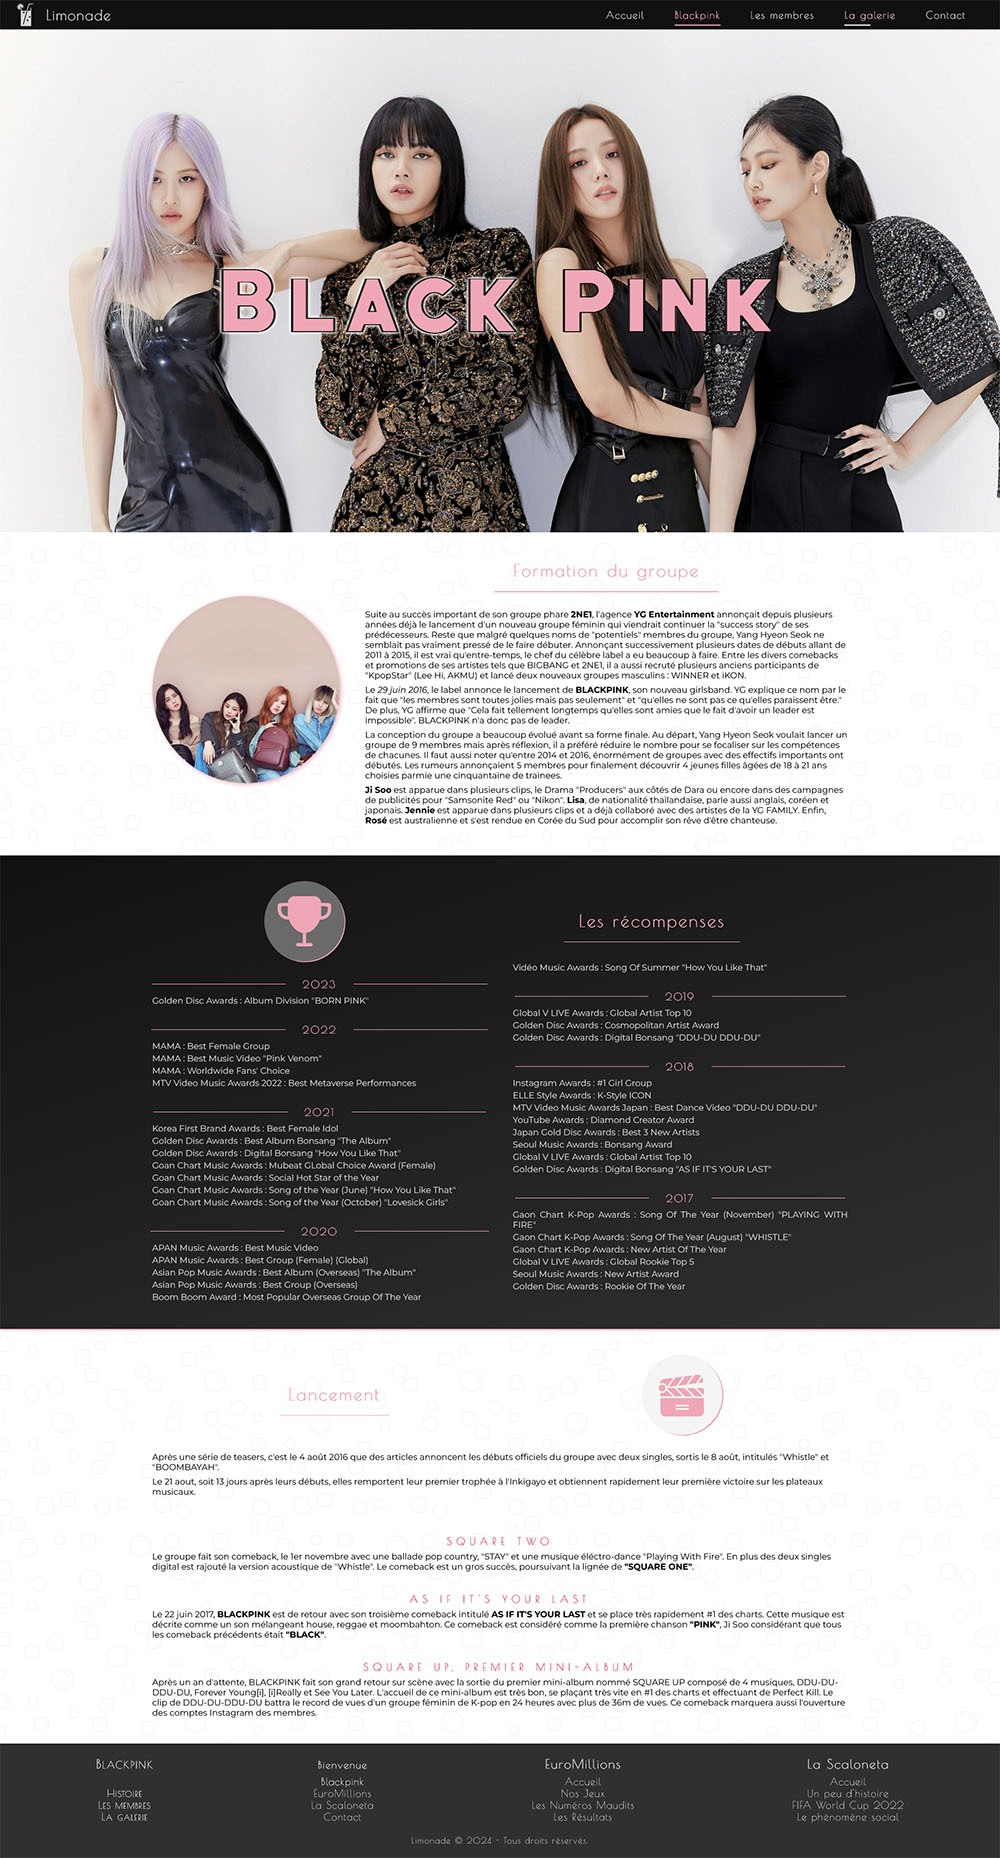 Limonade
Accueil Blackpink Les membres La galerie Contact
BLACK PINK
Formation du groupe
Suite au succès important de son groupe phare 2NE1, l'agence YG Entertainment annonçait depuis plusieurs
années déjà le lancement d'un nouveau groupe féminin qui viendrait continuer la "success story" de ses
prédécesseurs. Reste que malgré quelques noms de "potentiels" membres du groupe, Yang Hyeon Seok ne
semblait pas vraiment pressé de le faire débuter. Annonçant successivement plusieurs dates de débuts allant de
2011 à 2015, il est vrai qu'entre-temps, le chef du célèbre label a eu beaucoup à faire. Entre les divers comebacks
et promotions de ses artistes tels que BIGBANG et 2NE1, il a aussi recruté plusieurs anciens participants de
"KpopStar" (Lee Hi, AKMU) et lancé deux nouveaux groupes masculins : WINNER et iKON.
Le 29 juin 2016, le label annonce le lancement de BLACKPINK, son nouveau girlsband. YG explique ce nom par le
fait que "les membres sont toutes jolies mais pas seulement" et "qu'elles ne sont pas ce qu'elles paraissent être."
De plus, YG affirme que "Cela fait tellement longtemps qu'elles sont amies que le fait d'avoir un leader est
impossible". BLACKPINK n'a donc pas de leader.
La conception du groupe a beaucoup évolué avant sa forme finale. Au départ, Yang Hyeon Seok voulait lancer un
groupe de 9 membres mais après réflexion, il a préféré réduire le nombre pour se focaliser sur les compétences
de chacunes. Il faut aussi noter qu'entre 2014 et 2016, énormément de groupes avec des effectifs importants ont
débutés. Les rumeurs annonçaient 5 membres pour finalement découvrir 4 jeunes filles âgées de 18 à 21 ans
choisies parmie une cinquantaine de trainees.
Ji Soo est apparue dans plusieurs clips, le Drama "Producers" aux côtés de Dara ou encore dans des campagnes
de publicités pour "Samsonite Red" ou "Nikon". Lisa, de nationalité thaïlandaise, parle aussi anglais, coréen et
japonais. Jennie est apparue dans plusieurs clips et a déjà collaboré avec des artistes de la YG FAMILY. Enfin,
Rosé est australienne et s'est rendue en Corée du Sud pour accomplir son rêve d'être chanteuse.
Les récompenses
2023
Golden Disc Awards : Album Division "BORN PINK"
2022
MAMA : Best Female Group
MAMA : Best Music Video "Pink Venom"
MAMA : Worldwide Fans' Choice
MTV Video Music Awards 2022 : Best Metaverse Performances
2021
Korea First Brand Awards : Best Female Idol
Golden Disc Awards : Best Album Bonsang "The Album"
Golden Disc Awards : Digital Bonsang "How You Like That"
Goan Chart Music Awards : Mubeat GLobal Choice Award (Female)
Goan Chart Music Awards : Social Hot Star of the Year
Goan Chart Music Awards : Song of the Year (June) "How You Like That"
Goan Chart Music Awards : Song of the Year (October) "Lovesick Girls"
2020
APAN Music Awards : Best Music Video
APAN Music Awards : Best Group (Female) (Global)
Asian Pop Music Awards : Best Album (Overseas) "The Album"
Asian Pop Music Awards : Best Group (Overseas)
Boom Boom Award : Most Popular Overseas Group Of The Year
Vidéo Music Awards : Song Of Summer "How You Like That"
2019
Global V LIVE Awards : Global Artist Top 10
Golden Disc Awards : Cosmopolitan Artist Award
Golden Disc Awards : Digital Bonsang "DDU-DU DDU-DU"
2018
Instagram Awards : #1 Girl Group
ELLE Style Awards : K-Style ICON
MTV Video Music Awards Japan : Best Dance Video "DDU-DU DDU-DU"
YouTube Awards : Diamond Creator Award
Japan Gold Disc Awards : Best 3 New Artists
Seoul Music Awards : Bonsang Award
Global V LIVE Awards : Global Artist Top 10
Golden Disc Awards : Digital Bonsang "AS IF IT'S YOUR LAST"
2017
Gaon Chart K-Pop Awards : Song Of The Year (November) "PLAYING WITH
FIRE"
Gaon Chart K-Pop Awards : Song Of The Year (August) "WHISTLE"
Gaon Chart K-Pop Awards : New Artist Of The Year
Global V LIVE Awards : Global Rookie Top 5
Seoul Music Awards : New Artist Award
Golden Disc Awards : Rookie Of The Year
Lancement
Après une série de teasers, c'est le 4 août 2016 que des articles annoncent les débuts officiels du groupe avec deux singles, sortis le 8 août, intitulés "Whistle" et
"BOOMBAYAH".
Le 21 aout, soit 13 jours après leurs débuts, elles remportent leur premier trophée à l'Inkigayo et obtiennent rapidement leur première victoire sur les plateaux
musicaux.
SQUARE TWO
Le groupe fait son comeback, le 1er novembre avec une ballade pop country, "STAY" et une musique éléctro-dance "Playing With Fire". En plus des deux singles
digital est rajouté la version acoustique de "Whistle". Le comeback est un gros succès, poursuivant la lignée de "SQUARE ONE".
AS IF IT'S YOUR LAST
Le 22 juin 2017, BLACKPINK est de retour avec son troisième comeback intitulé AS IF IT'S YOUR LAST et se place très rapidement #1 des charts. Cette musique est
décrite comme un son mélangeant house, reggae et moombahton. Ce comeback est considéré comme la première chanson "PINK", Ji Soo considérant que tous
les comeback précédents était "BLACK".
SQUARE UP, PREMIER MINI-ALBUM
Après un an d'attente, BLACKPINK fait son grand retour sur scène avec la sortie du premier mini-album nommé SQUARE UP composé de 4 musiques, DDU-DU-
DDU-DU, Forever Young[i], [i]Really et See You Later. L'accueil de ce mini-album est très bon, se plaçant très vite en #1 des charts et effectuant de Perfect Kill. Le
clip de DDU-DU-DDU-DU battra le record de vues d'un groupe féminin de K-pop en 24 heures avec plus de 36m de vues. Ce comeback marquera aussi l'ouverture
des comptes Instagram des membres.
BLACKPINK
HISTOIRE
LES MEMBRES
LA GALERIE
Bienvenue
Blackpink
EuroMillions
La Scaloneta
Contact
EuroMillions
Accueil
Nos Jeux
Les Numéros Maudits
Les Résultats
La Scaloneta
Accueil
Un peu d'histoire
FIFA World Cup 2022
Le phénomène social
Limonade © 2024 - Tous droits réservés.